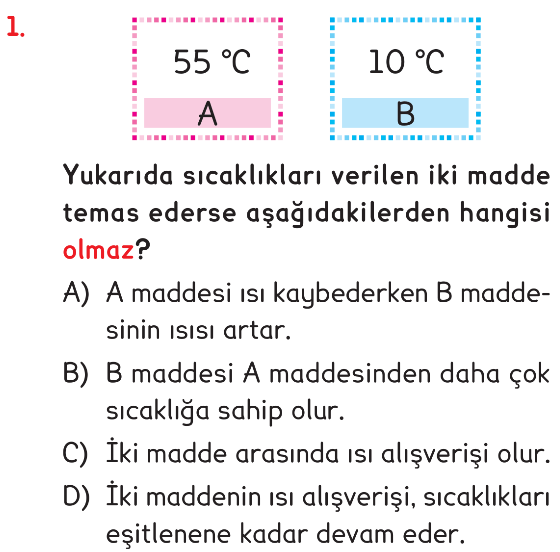 1.
55 °C
10 °C
A
B
Yukarıda sıcaklıkları verilen iki madde
temas ederse aşağıdakilerden hangisi
olmaz?
A) A maddesi ısı kaybederken B madde-
sinin ısısı artar.
B) B maddesi A maddesinden daha çok
sıcaklığa sahip olur.
C) İki madde arasında ısı alışverişi olur.
D) İki maddenin ısı alışverişi, sıcaklıkları
eşitlenene kadar devam eder.